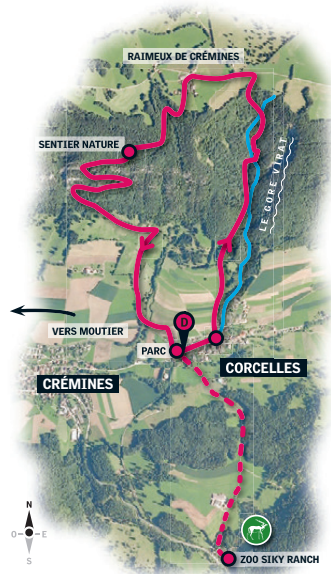 RAIMEUX DE CRÉMINES
SENTIER NATURE
LE GORE VIRAT
VERS MOUTIER
D
PARC
CORCELLES
CRÉMINES
N
O E
S
ZOO SIKY RANCH